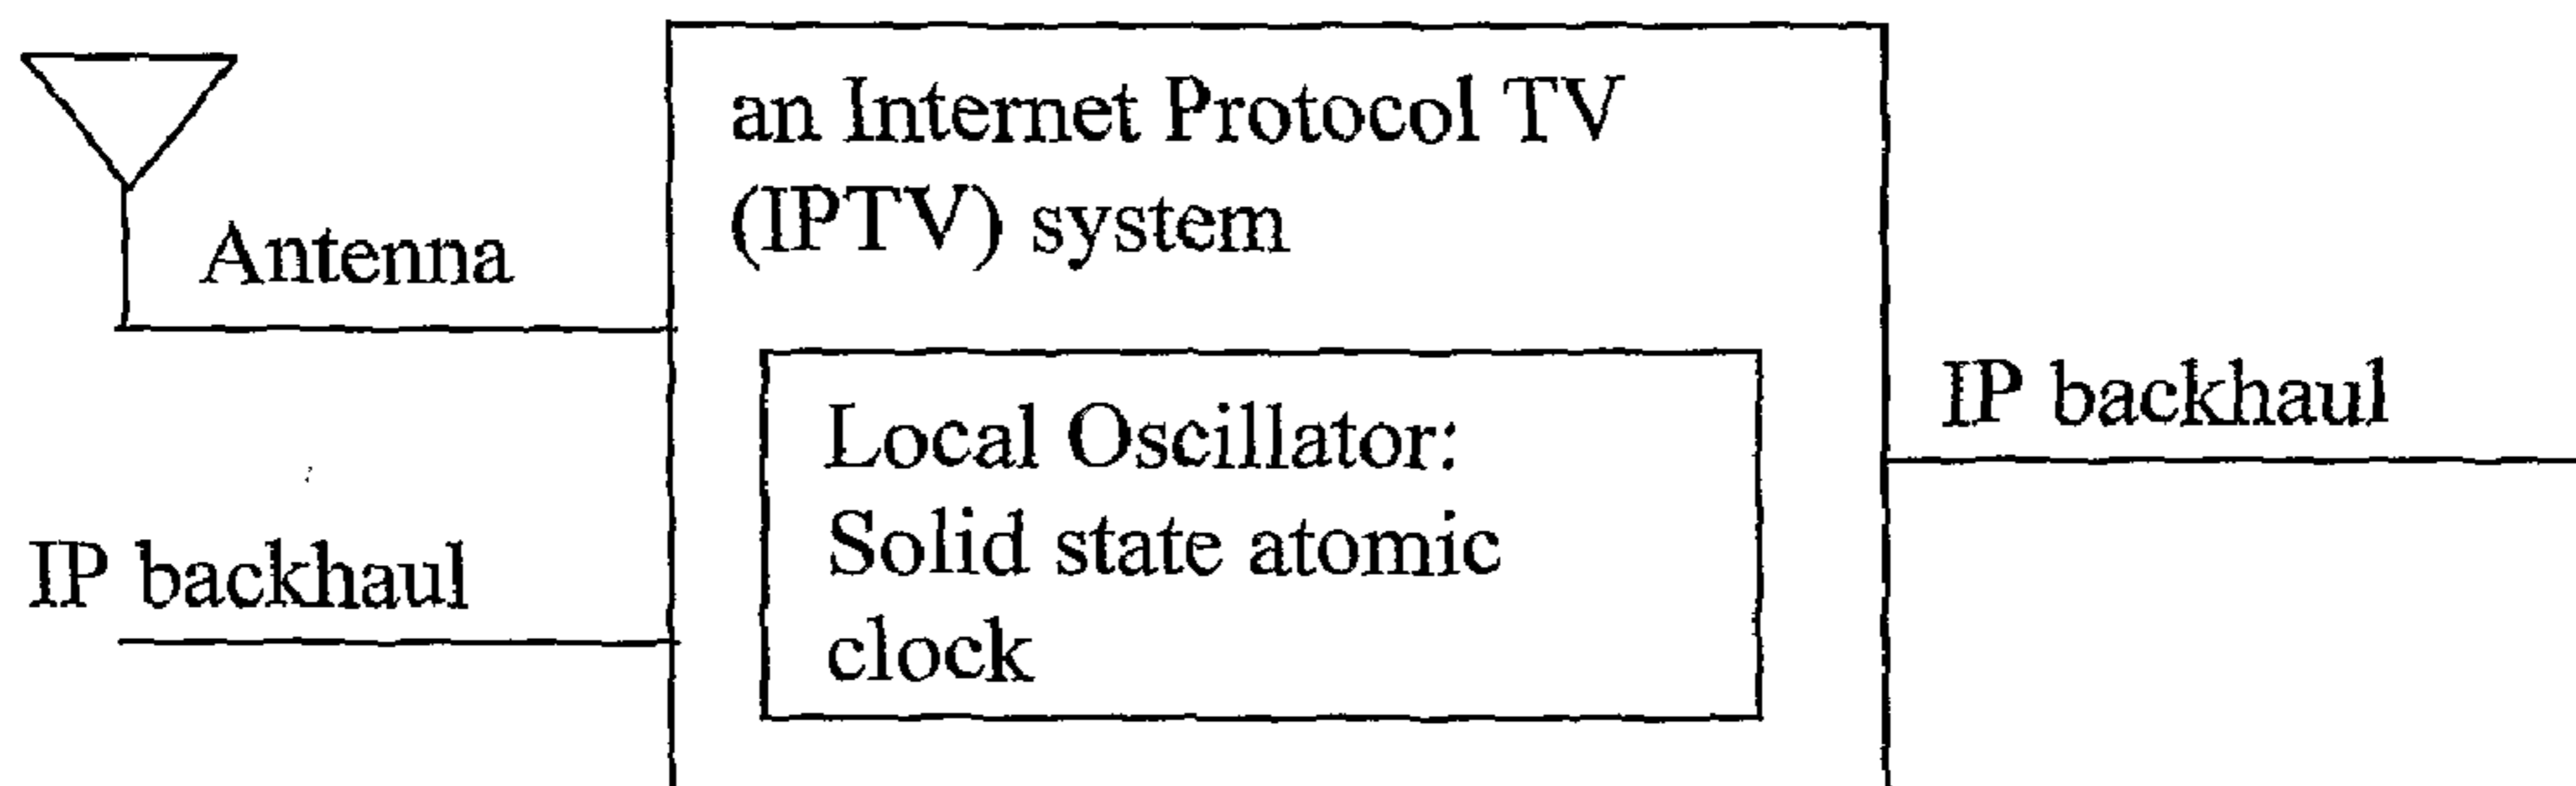 an Internet Protocol TV
(IPTV) system
Antenna
Local Oscillator:
Solid state atomic
clock
IP backhaul
IP backhaul